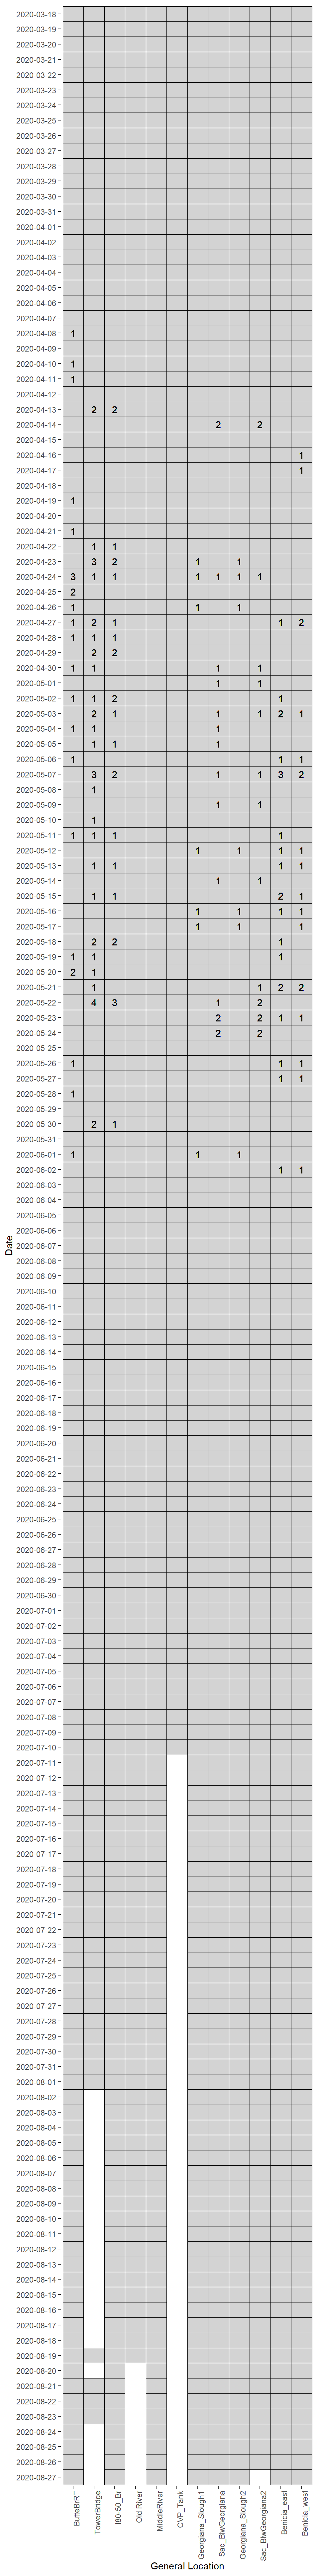 2020-03-18
2020-03-19
2020-03-20
2020-03-21
2020-03-22
2020-03-23
2020-03-24
2020-03-25
2020-03-26
2020-03-27
2020-03-28
2020-03-29
2020-03-30
2020-03-31
2020-04-01
2020-04-02
2020-04-03
2020-04-04
2020-04-05
2020-04-06
2020-04-07
2020-04-08 1
2020-04-09
2020-04-10 1
2020-04-11 1
2020-04-12
2020-04-13 2 2
2020-04-14 2 2
2020-04-15
2020-04-16 1
2020-04-17 1
2020-04-18
2020-04-19 1
2020-04-20
2020-04-21 1
2020-04-22 1 1
2020-04-23 3 2 1 1
2020-04-24 3 1 1 1 1 1 1
2020-04-25 2
2020-04-26 1 1 1
2020-04-27 1 2 1 1 2
2020-04-28 1 1 1
2020-04-29 2 2
2020-04-30 1 1 1 1
2020-05-01 1 1
2020-05-02 1 1 2 1
2020-05-03 2 1 1 1 2 1
2020-05-04 1 1 1
2020-05-05 1 1 1
2020-05-06 1 1 1
2020-05-07 3 2 1 1 3 2
2020-05-08 1
2020-05-09 1 1
2020-05-10 1
2020-05-11 1 1 1 1
2020-05-12 1 1 1 1
2020-05-13 1 1 1 1
2020-05-14 1 1
2020-05-15 1 1 2 1
2020-05-16 1 1 1 1
2020-05-17 1 1 1
2020-05-18 2 2 1
2020-05-19 1 1 1
2020-05-20 2 1
2020-05-21 1 1 2 2
2020-05-22 4 3 1 2
2020-05-23 2 2 1 1
2020-05-24 2 2
2020-05-25
2020-05-26 1 1 1
2020-05-27 1 1
2020-05-28 1
2020-05-29
2020-05-30 2 1
2020-05-31
2020-06-01 1 1 1
2020-06-02 1 1
2020-06-03
2020-06-04
2020-06-05
2020-06-06
2020-06-07
2020-06-08
2020-06-09
2020-06-10
2020-06-11
2020-06-12
2020-06-13
2020-06-14
2020-06-15
2020-06-16
2020-06-17
2020-06-18
2020-06-19
2020-06-20
2020-06-21
2020-06-22
2020-06-23
2020-06-24
2020-06-25
2020-06-26
2020-06-27
2020-06-28
2020-06-29
2020-06-30
2020-07-01
2020-07-02
2020-07-03
2020-07-04
2020-07-05
2020-07-06
2020-07-07
2020-07-08
2020-07-09
2020-07-10
2020-07-11
2020-07-12
2020-07-13
2020-07-14
2020-07-15
2020-07-16
2020-07-17
2020-07-18
2020-07-19
2020-07-20
2020-07-21
2020-07-22
2020-07-23
2020-07-24
2020-07-25
2020-07-26
2020-07-27
2020-07-28
2020-07-29
2020-07-30
2020-07-31
2020-08-01
2020-08-02
2020-08-03
2020-08-04
2020-08-05
2020-08-06
2020-08-07
2020-08-08
2020-08-09
2020-08-10
2020-08-11
2020-08-12
2020-08-13
2020-08-14
2020-08-15
2020-08-16
2020-08-17
2020-08-18
2020-08-19
2020-08-20
2020-08-21
2020-08-22
2020-08-23
2020-08-24
2020-08-25
2020-08-26
2020-08-27
Date
ButteBrRT
TowerBridge
I80-50_Br
Old River
MiddleRiver
CVP_Tank
Georgiana_Slough1
Sac_BlwGeorgiana
Georgiana_Slough2
Sac_BlwGeorgiana2
Benicia_east
Benicia_west
General Location